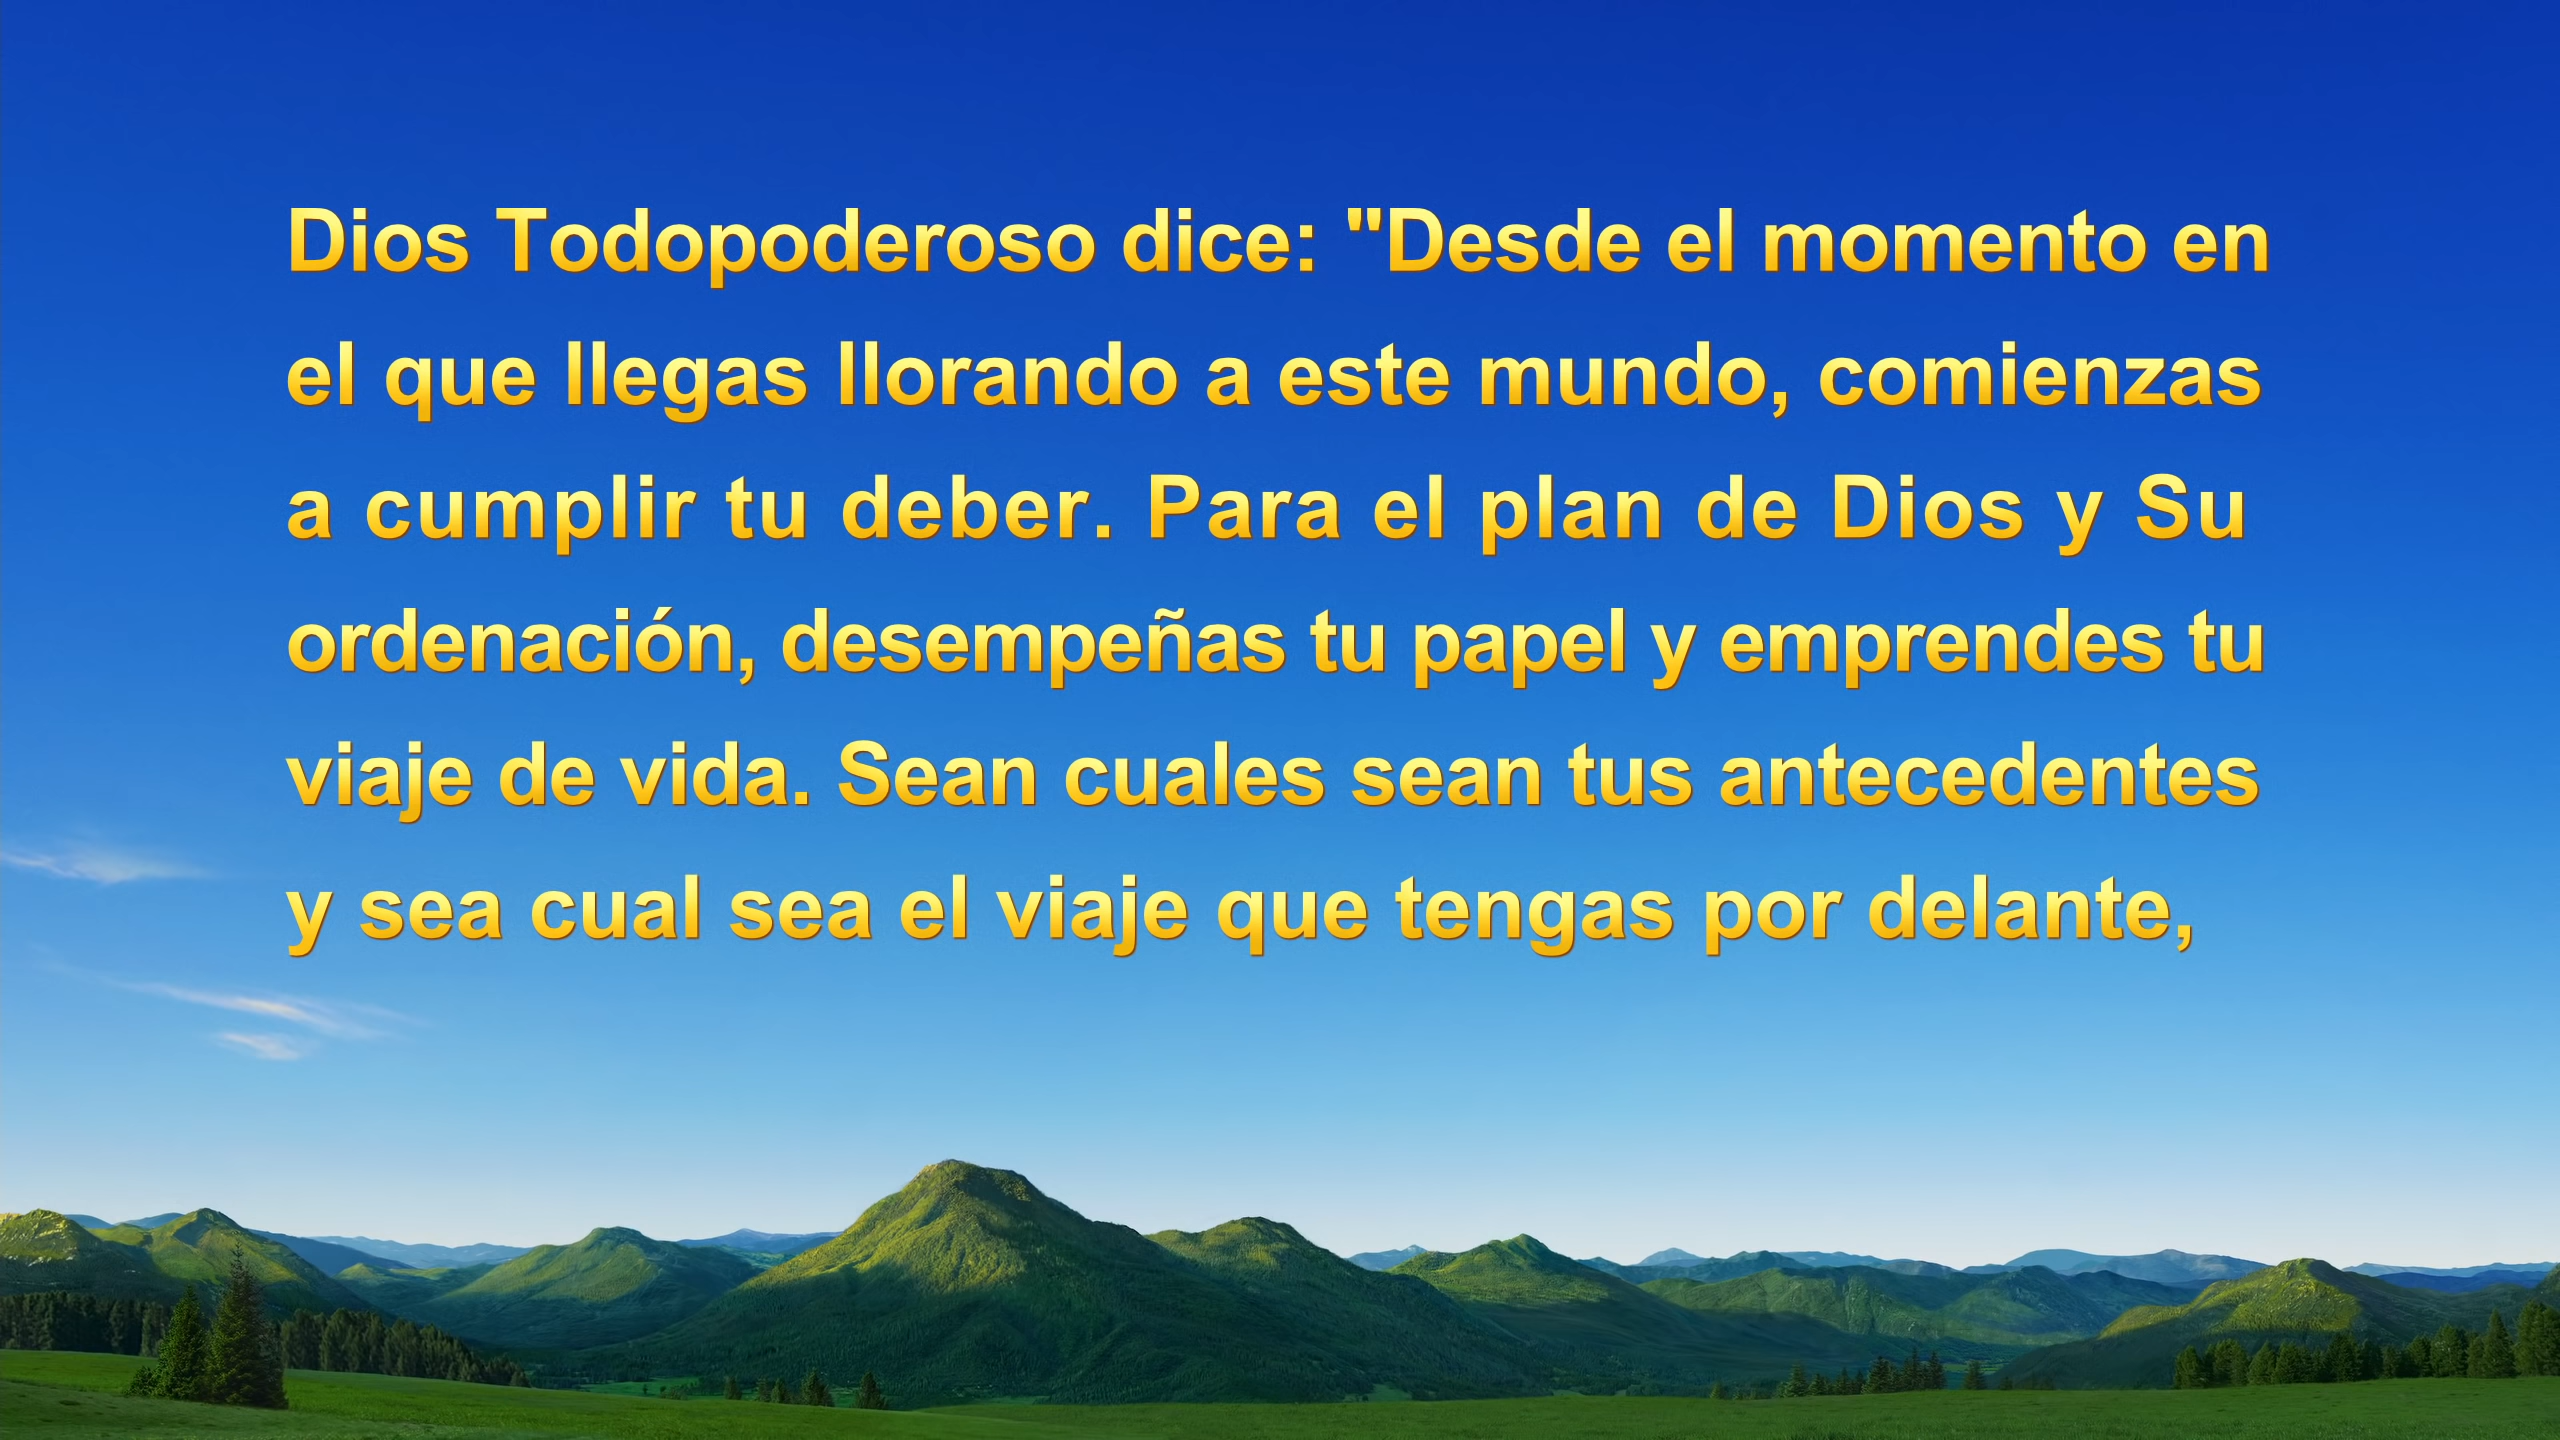 Dios Todopoderoso dice: "Desde el momento en
el que llegas llorando a este mundo, comienzas
a cumplir tu deber. Para el plan de Dios y Su
ordenación, desempeñas tu papel y emprendes tu
viaje de vida. Sean cuales sean tus antecedentes
y sea cual sea el viaje que tengas por delante,